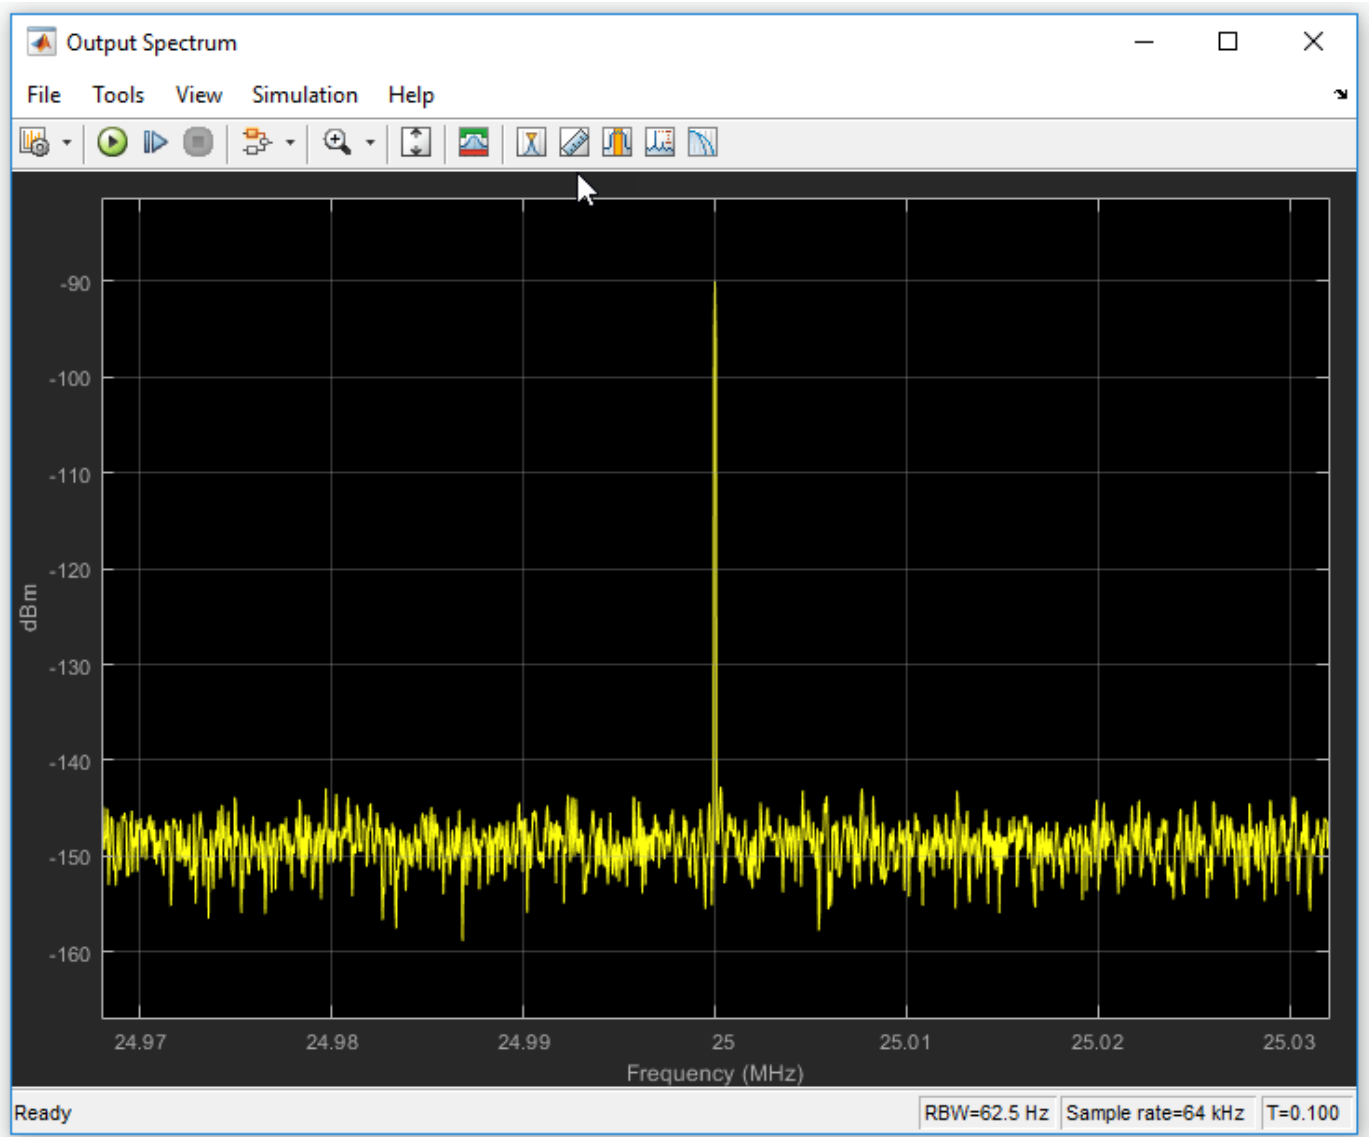 Output Spectrum
File Tools View Simulation Help
-90
-100
-110
-120
-130
-140
-150
-160
dBm
24.97 24.98 24.99 25 25.01 25.02 25.03
Frequency (MHz)
Ready RBW=62.5 Hz Sample rate=64 kHz T=0.100